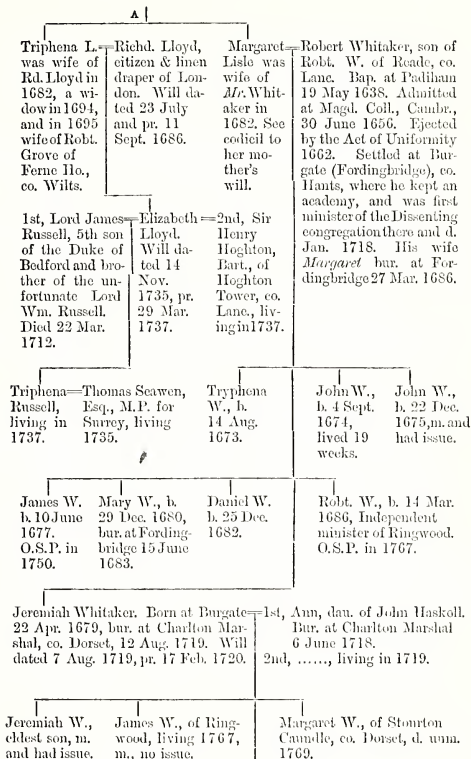 A
Triphena L.=
was wife of
Rd. Lloyd in
1682, a wi-
dow in 1694,
and in 1695
wife of Robt.
Grove of
Ferne Ho.,
co. Wilts.
Richd. Lloyd,
citizen & linen
draper of Lon-
don. Will da-
ted 23 July
and pr. 11
Sept. 1686.
Margaret=
Lisle was
wife of
Mr. Whit-
aker in
1682. See
codicil to
her mo-
ther's
will.
Robert Whitaker, son of
Robt. W. of Reade, co.
Lanc. Bap. at Padiham
19 May 1638. Admitted
at Magd. Coll., Cambr.,
30 June 1656. Ejected
by the Act of Uniformity
1662. Settled at Bur-
gate (Fordingbridge), co.
Hants, where he kept an
academy, and was first
minister of the Dissenting
congregation there and d.
Jan. 1718. His wife
Margaret bur. at For-
dingbridge 27 Mar. 1686.
1st, Lord James=
Russell, 5th son
of the Duke of
Bedford and bro-
ther of the un-
fortunate Lord
Wm. Russell.
Died 22 Mar.
1712.
Elizabeth=
Lloyd.
Will da-
ted 14
Nov.
1735, pr.
29 Mar.
1737.
2nd, Sir
Henry
Hoghton,
Bart., of
Hoghton
Tower, co.
Lanc., liv-
ing in 1737.
Triphena=
Russell,
living in
1737.
Thomas Scawen,
Esq., M.P. for
Surrey, living
1735.
Tryphena
W., b.
14 Aug.
1673.
John W.,
b. 4 Sept.
1674,
lived 19
weeks.
John W.,
b. 22 Dec.
1675, m. and
had issue.
James W.
b. 10 June
1677.
O.S.P. in
1750.
Mary W., b.
29 Dec. 1680,
bur. at Fording-
bridge 15 June
1683.
Daniel W.
b. 25 Dec.
1682.
Robt. W., b. 14 Mar.
1686, Independent
minister of Ringwood.
O.S.P. in 1767.
Jeremiah Whitaker. Born at Burgate=
22 Apr. 1679, bur. at Charlton Mar-
shal, co. Dorset, 12 Aug. 1719. Will
dated 7 Aug. 1719, pr. 17 Feb. 1720.
1st, Ann, dau. of John Haskoll.
Bur. at Charlton Marshal
6 June 1718.
2nd, ......, living in 1719.
Jeremiah W.,
eldest son, m.
and had issue.
James W., of Ring-
wood, living 1767,
m., no issue.
Margaret W., of Stourton
Caundle, co. Dorset, d. unm.
1769.